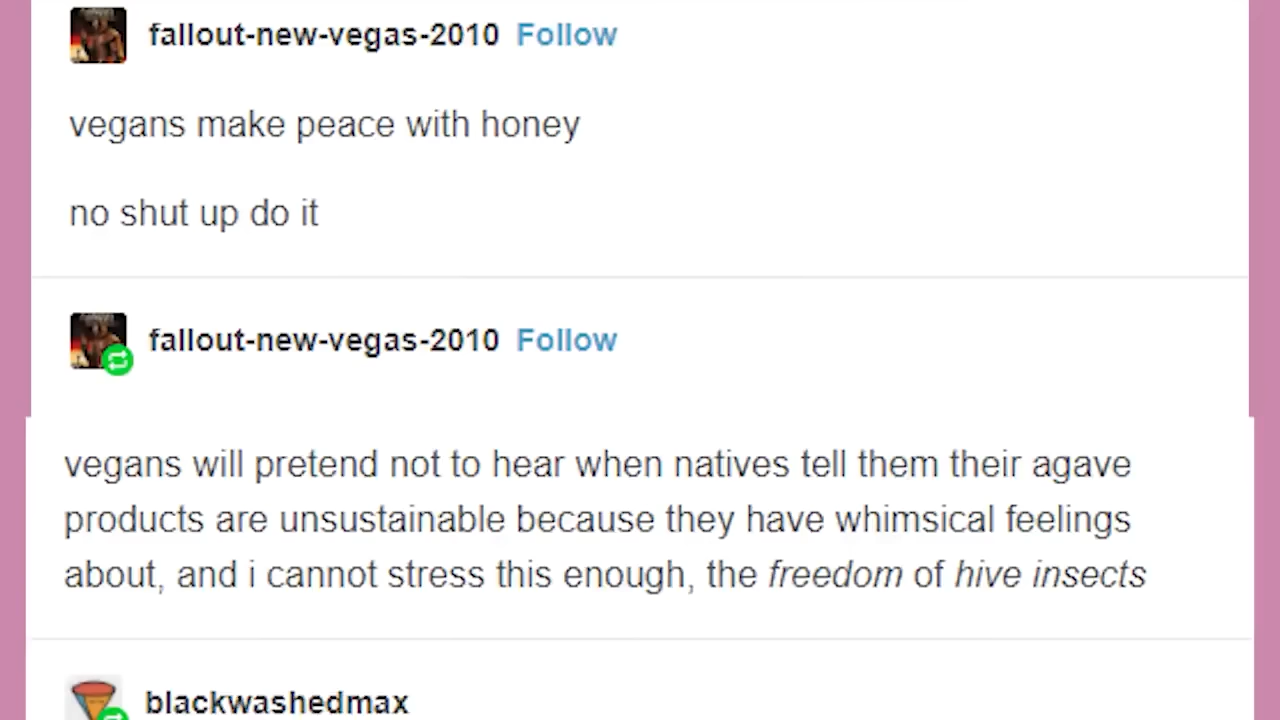 fallout-new-vegas-2010 Follow
vegans make peace with honey
no shut up do it
fallout-new-vegas-2010 Follow
vegans will pretend not to hear when natives tell them their agave
products are unsustainable because they have whimsical feelings
about, and i cannot stress this enough, the freedom of hive insects
blackwashedmax